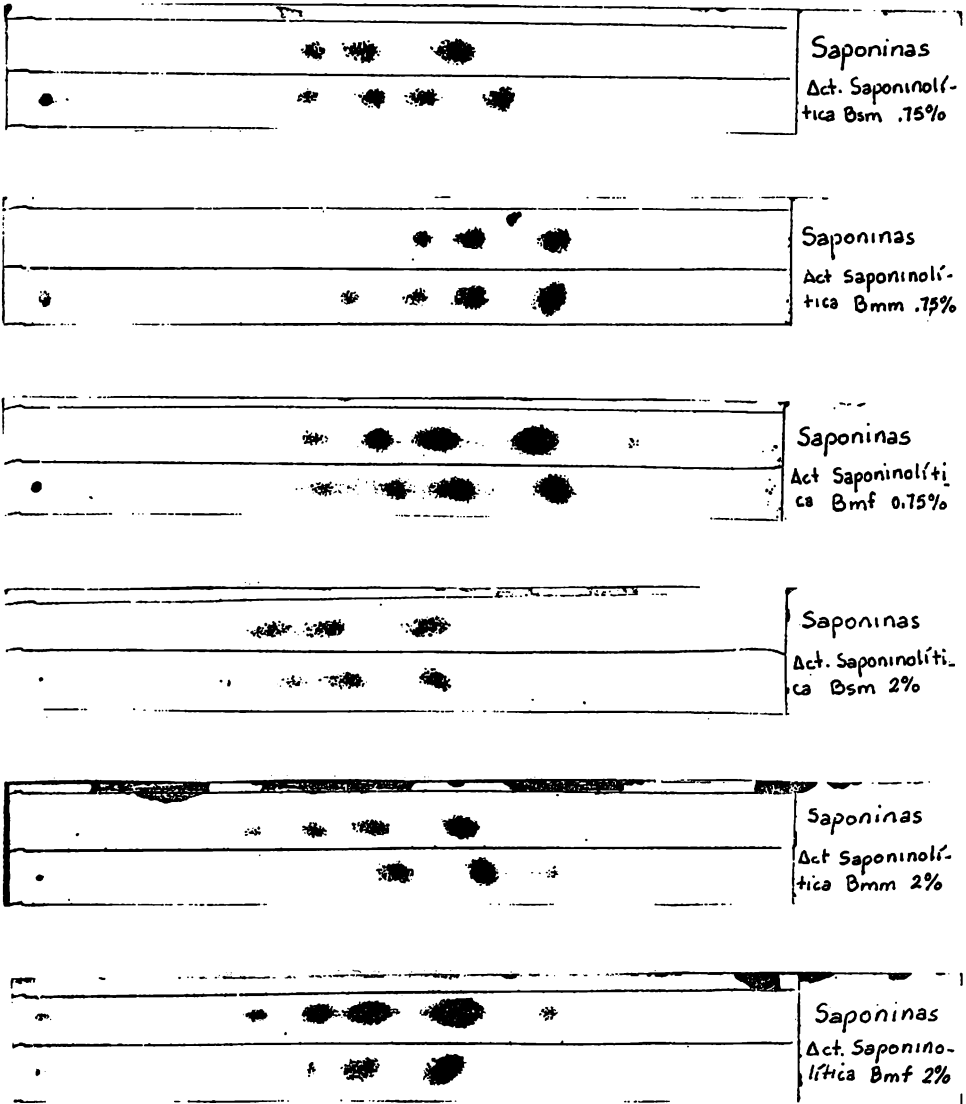 Saponinas
Act. Saponinolí-
tica Bsm .75%
Saponinas
Act Saponinolí-
tica Bmm .75%
Saponinas
Act Saponinolíti_
ca Bmf 0.75%
Saponinas
Act. Saponinolíti_
ca Bsm 2%
Saponinas
Act Saponinolí-
tica Bmm 2%
Saponinas
Act. Saponino-
lítica Bmf 2%